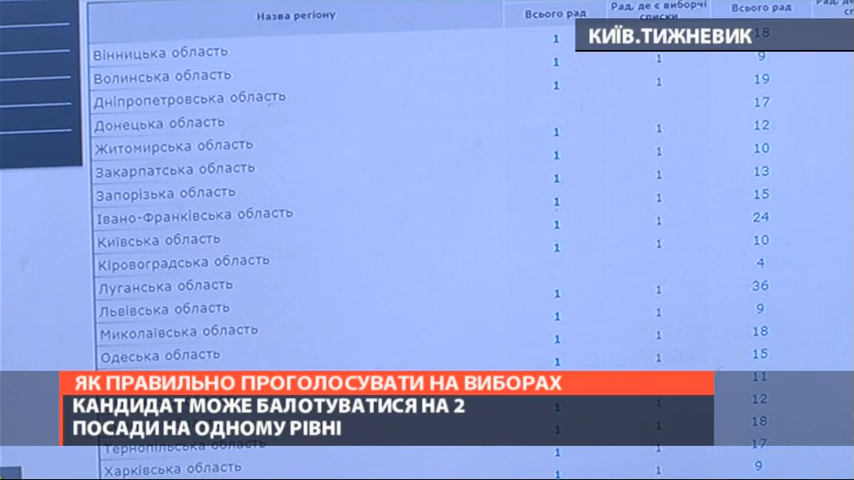 Назва регіону Всього рад Рад, де є виборчі списки Всього рад
КИЇВ.ТИЖНЕВИК
Вінницька область 1 18
Волинська область 1 1 9
Дніпропетровська область 1 1 19
Донецька область 17
Житомирська область 1 1 12
Закарпатська область 1 1 10
Запорізька область 1 1 13
Івано-Франківська область 1 1 15
Київська область 1 1 24
Кіровоградська область 1 1 10
Луганська область 4
Львівська область 1 1 36
Миколаївська область 1 1 9
Одеська область 1 1 18
1 1 15
ЯК ПРАВИЛЬНО ПРОГОЛОСУВАТИ НА ВИБОРАХ
11
КАНДИДАТ МОЖЕ БАЛОТУВАТИСЯ НА 2
12
ПОСАДИ НА ОДНОМУ РІВНІ
18
Тернопільська область 1 1 17
Харківська область 1 1 9